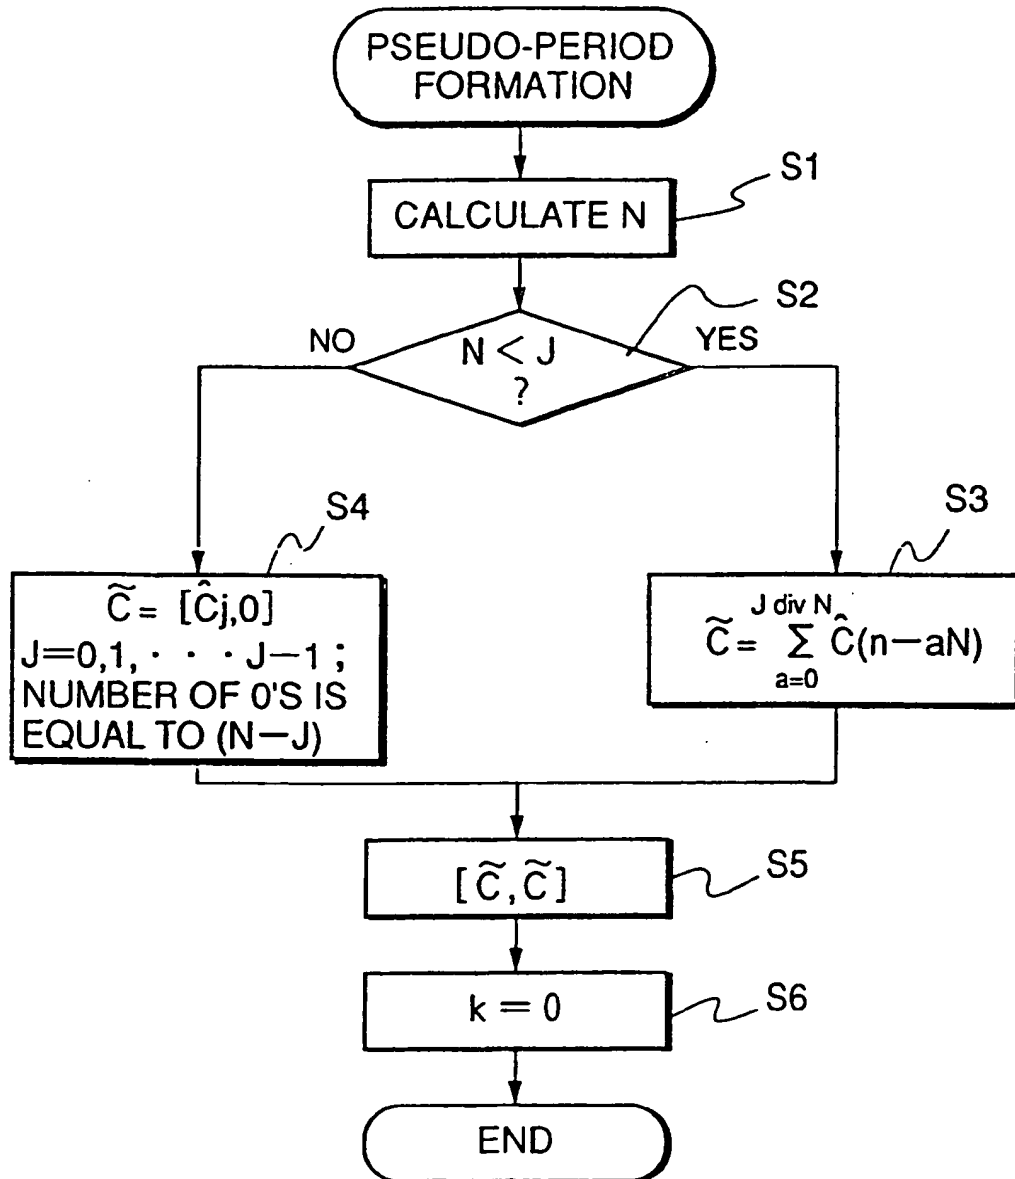 PSEUDO-PERIOD
FORMATION
S1
CALCULATE N
S2
NO
YES
N < J
?
S4
S3
C̃ = [Ĉj,0]
J=0,1, · · · J−1 ;
NUMBER OF 0'S IS
EQUAL TO (N−J)
J div N
C̃ = Σ Ĉ(n−aN)
a=0
S5
[C̃,C̃]
S6
k = 0
END